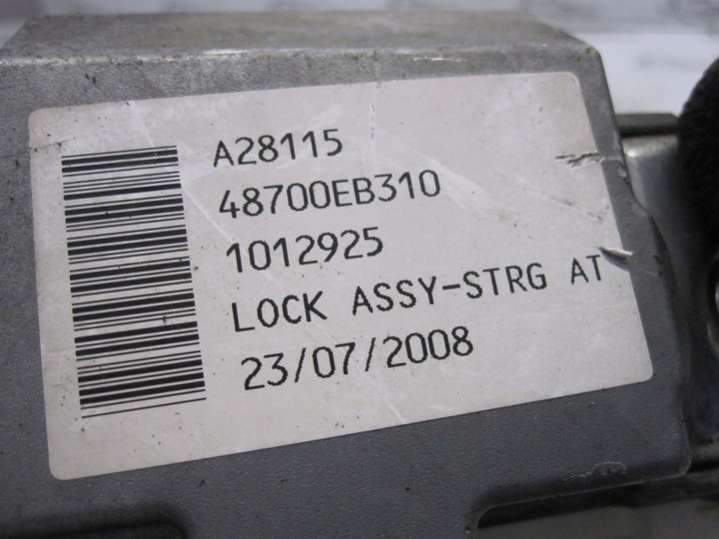 A28115
48700EB310
1012925
LOCK ASSY-STRG AT
23/07/2008